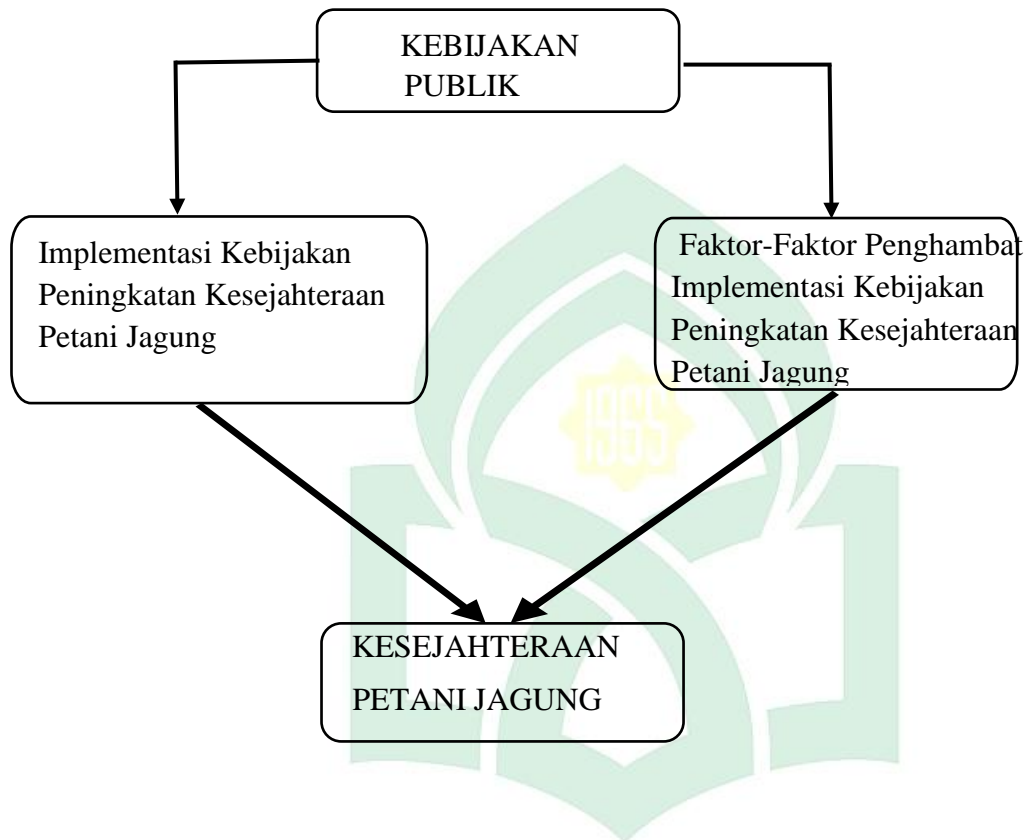 KEBIJAKAN
PUBLIK
Implementasi Kebijakan
Peningkatan Kesejahteraan
Petani Jagung
Faktor-Faktor Penghambat
Implementasi Kebijakan
Peningkatan Kesejahteraan
Petani Jagung
1965
KESEJAHTERAAN
PETANI JAGUNG